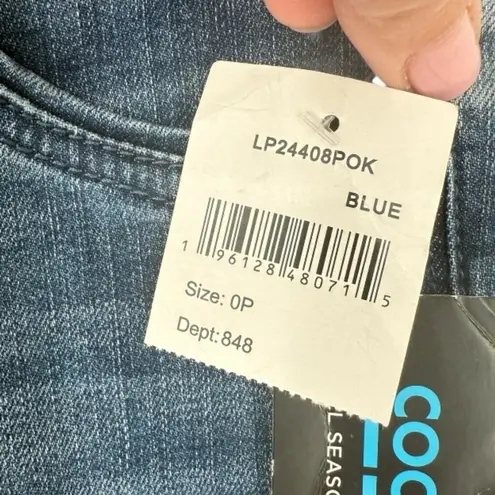 LP24408POK
BLUE
1 96128 48071 5
Size: 0P
Dept: 848
COO
L SEASO